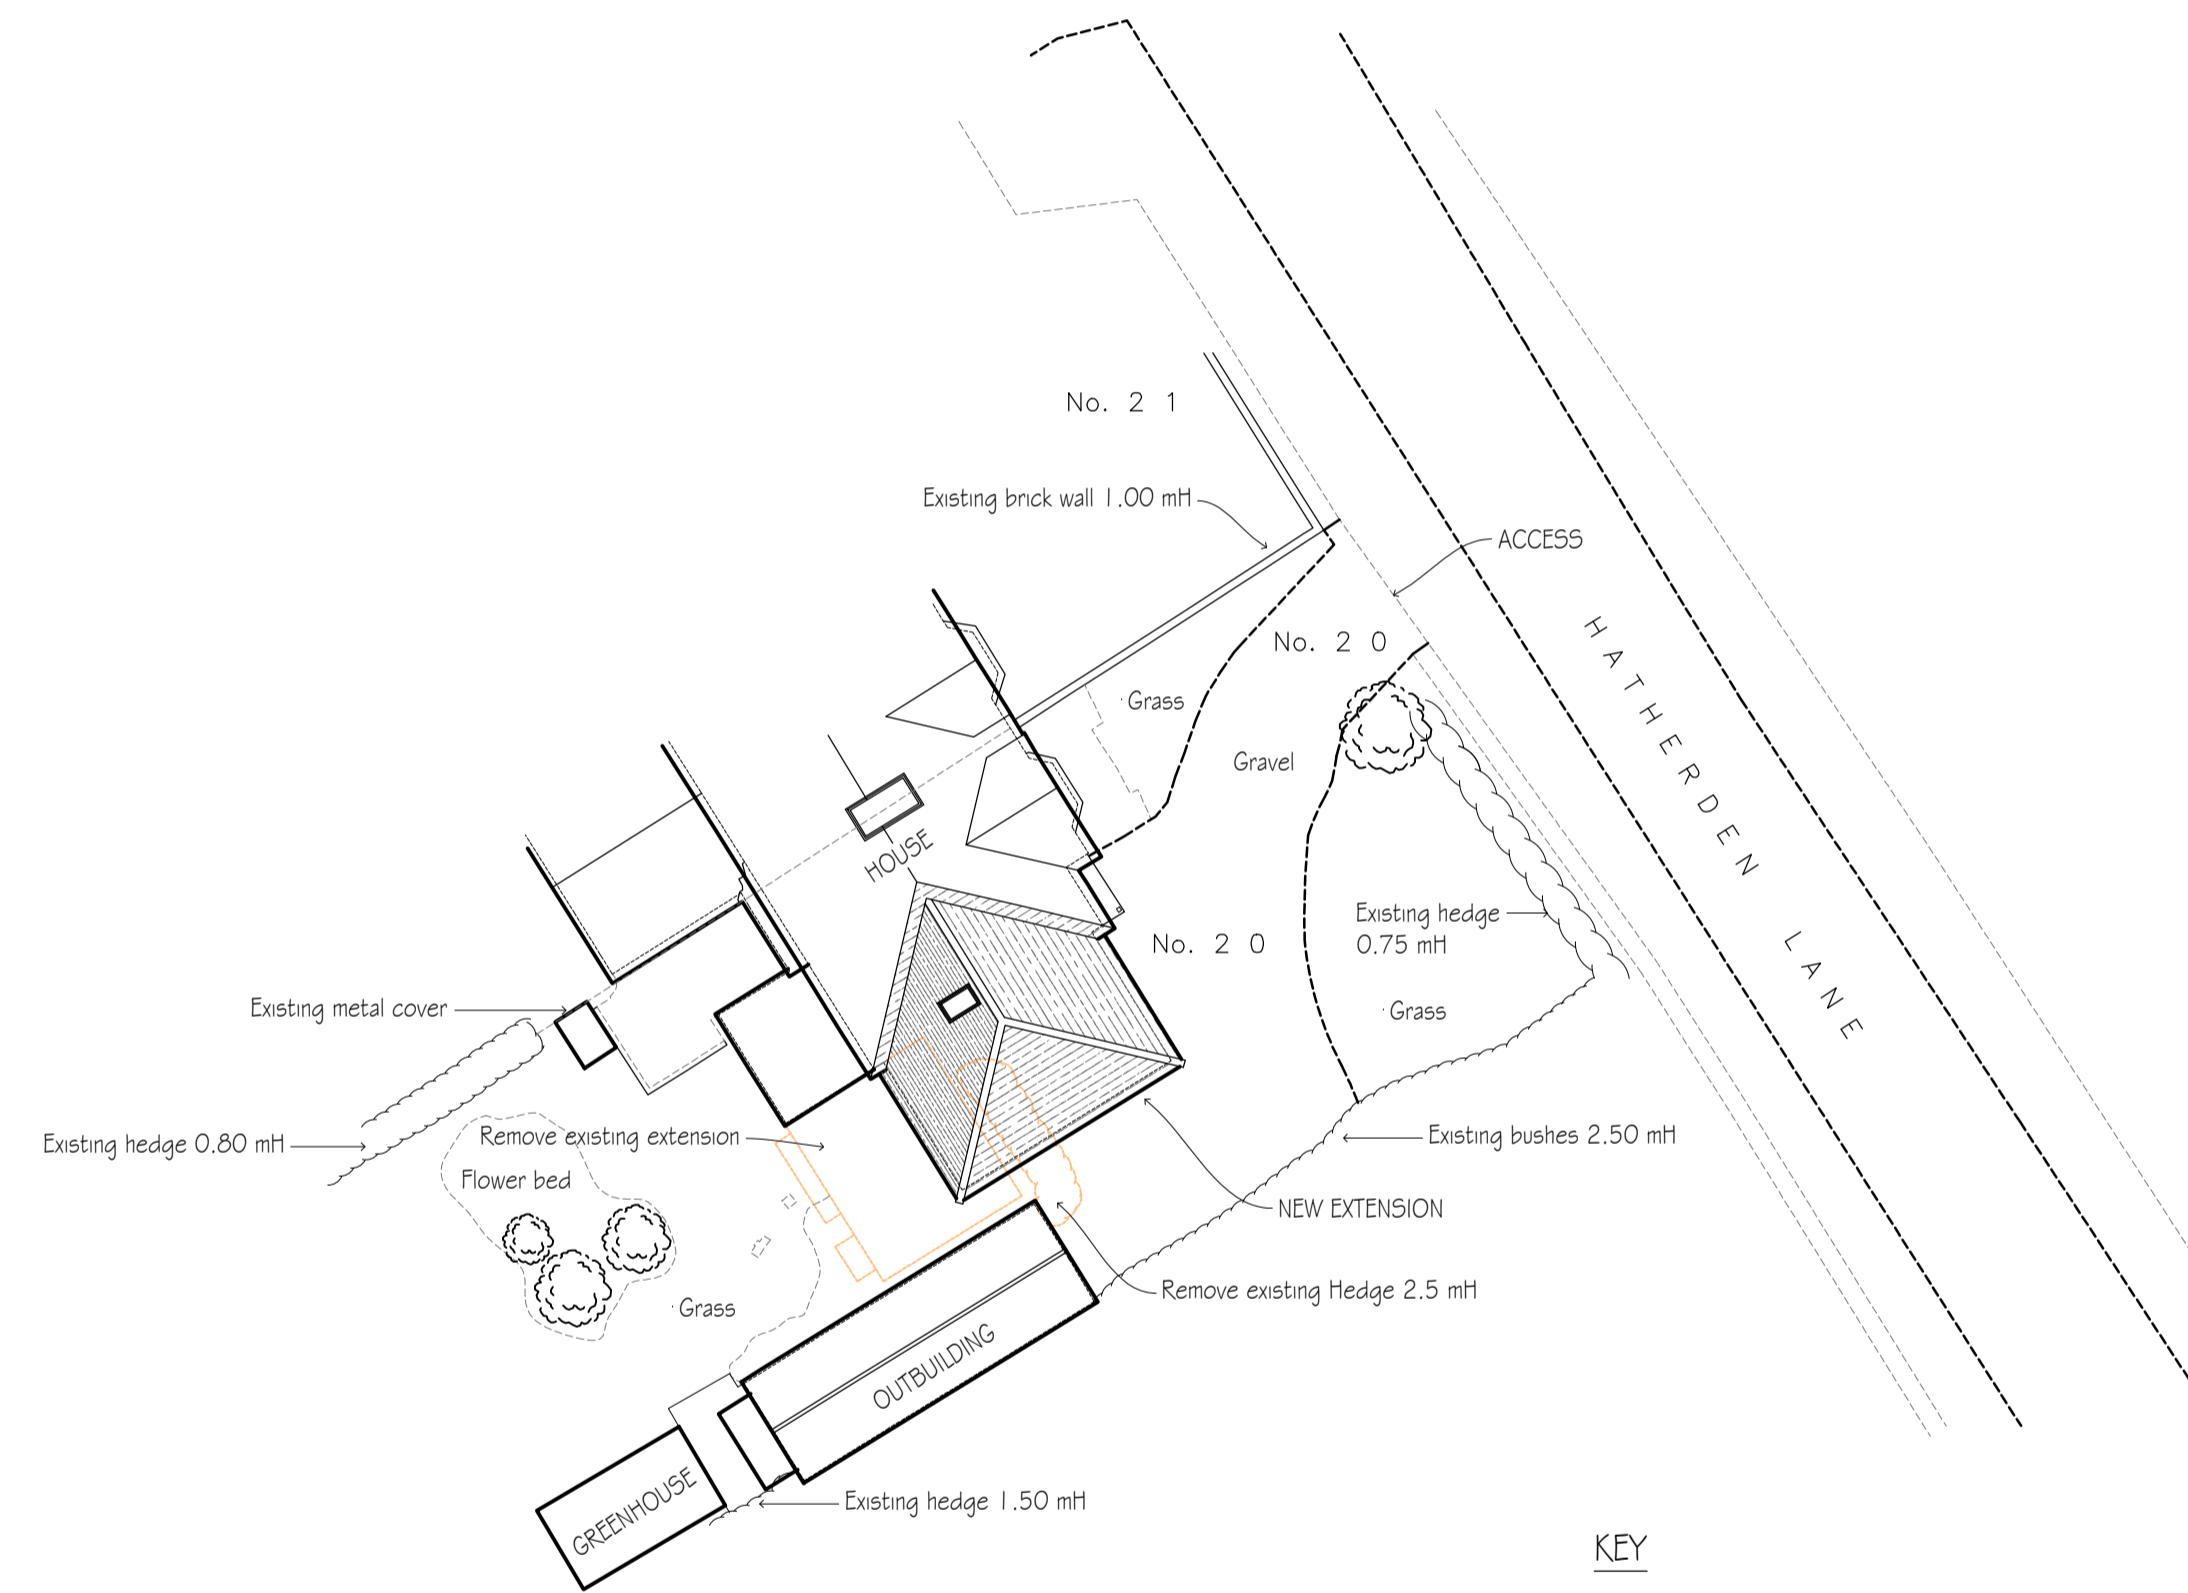 No. 2 1
Existing brick wall 1.00 mH
ACCESS
No. 2 0
HATHERDEN LANE
Grass
Gravel
HOUSE
Existing hedge
0.75 mH
No. 2 0
Existing metal cover
Grass
Existing hedge 0.80 mH
Remove existing extension
Existing bushes 2.50 mH
Flower bed
NEW EXTENSION
Remove existing Hedge 2.5 mH
Grass
OUTBUILDING
GREENHOUSE
Existing hedge 1.50 mH
KEY